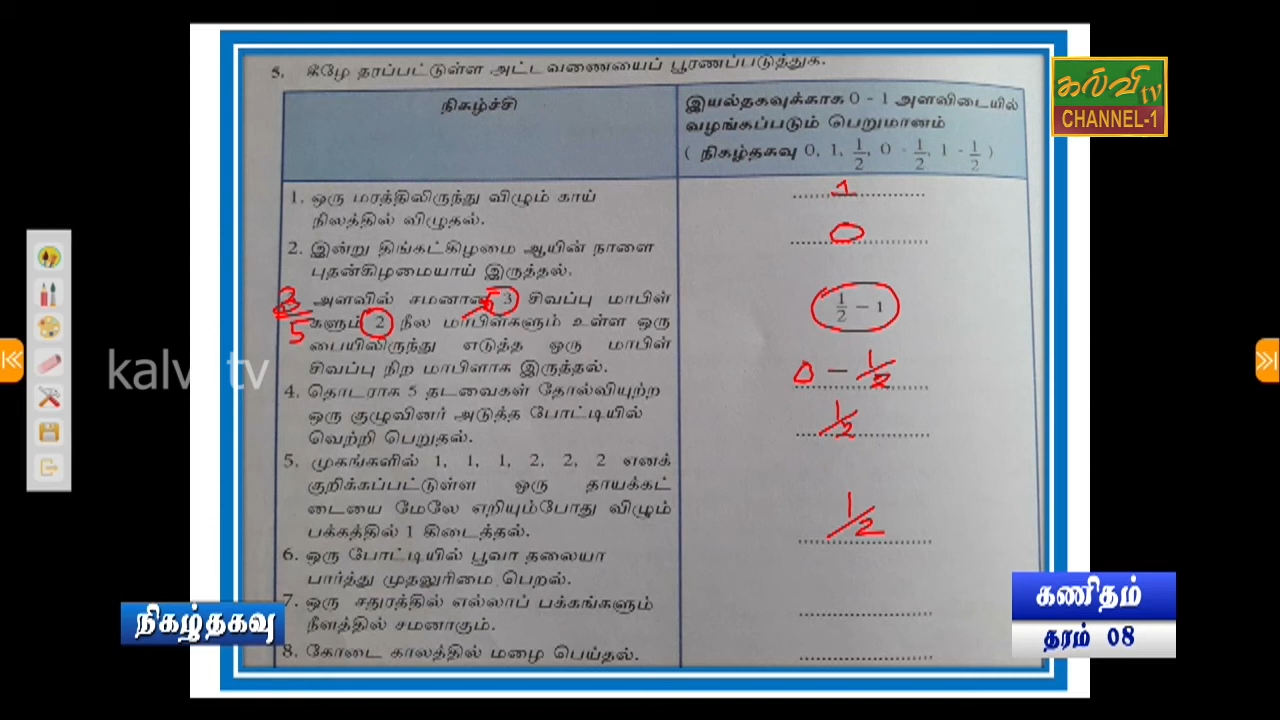 5. கீழே தரப்பட்டுள்ள அட்டவணையைப் பூரணப்படுத்துக.
நிகழ்ச்சி
இயல்தகவுக்காக 0 - 1 அளவிடையில்
வழங்கப்படும் பெறுமானம்
( நிகழ்தகவு 0, 1, 1/2, 0 - 1/2, 1 - 1/2 )
1. ஒரு மரத்திலிருந்து விழும் காய்
நிலத்தில் விழுதல்.
1
2. இன்று திங்கட்கிழமை ஆயின் நாளை
புதன்கிழமையாய் இருத்தல்.
0
3/5
அளவில் சமனான 3 சிவப்பு மாபிள்
களும் 2 நீல மாபிள்களும் உள்ள ஒரு
பையிலிருந்து எடுத்த ஒரு மாபிள்
சிவப்பு நிற மாபிளாக இருத்தல்.
5
1/2 - 1
4. தொடராக 5 தடவைகள் தோல்வியுற்ற
ஒரு குழுவினர் அடுத்த போட்டியில்
வெற்றி பெறுதல்.
0 - 1/2
5. முகங்களில் 1, 1, 1, 2, 2, 2 எனக்
குறிக்கப்பட்டுள்ள ஒரு தாயக்கட்
டையை மேலே எறியும்போது விழும்
பக்கத்தில் 1 கிடைத்தல்.
1/2
6. ஒரு போட்டியில் பூவா தலையா
பார்த்து முதலுரிமை பெறல்.
1/2
7. ஒரு சதுரத்தில் எல்லாப் பக்கங்களும்
நீளத்தில் சமனாகும்.
8. கோடை காலத்தில் மழை பெய்தல்.
கல்வி tv
CHANNEL-1
kalvi tv
நிகழ்தகவு
கணிதம்
தரம் 08